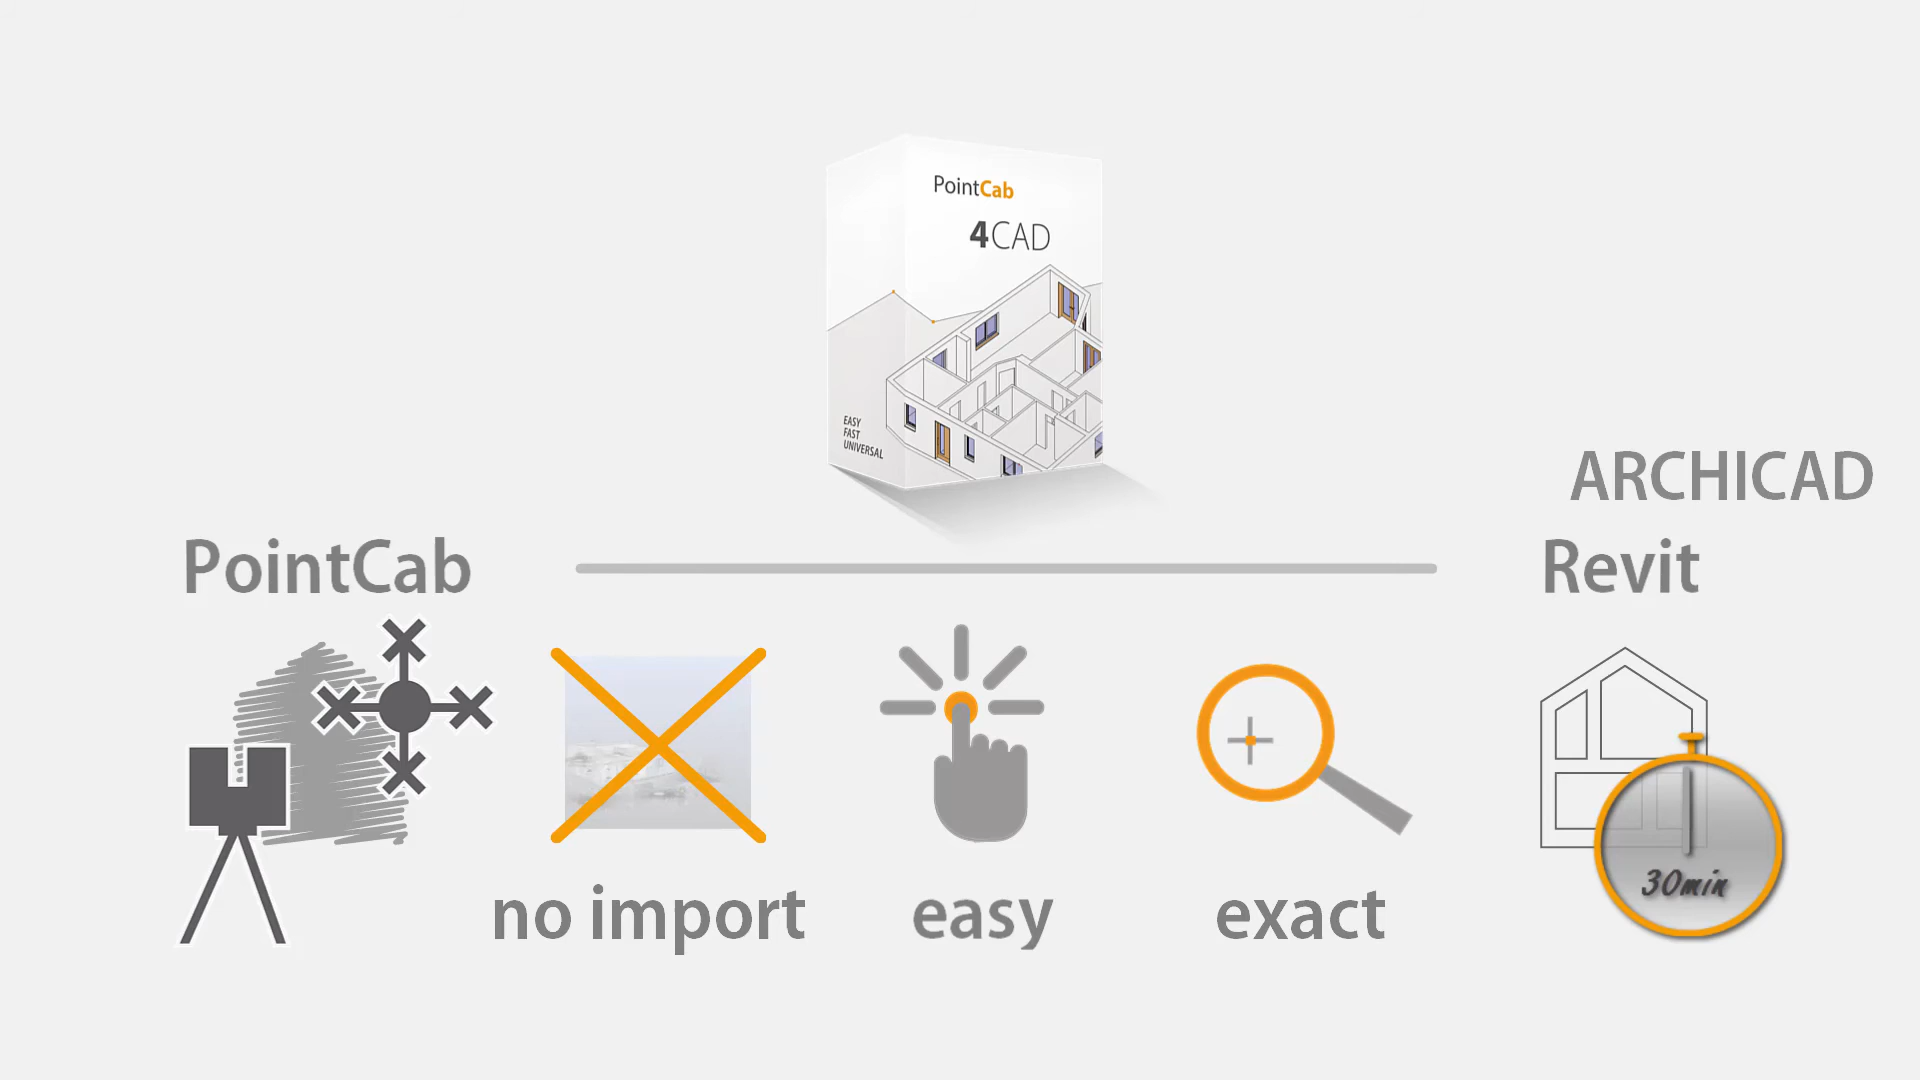 PointCab
4CAD
EASY
FAST
UNIVERSAL
ARCHICAD
PointCab
Revit
30min
no import
easy
exact